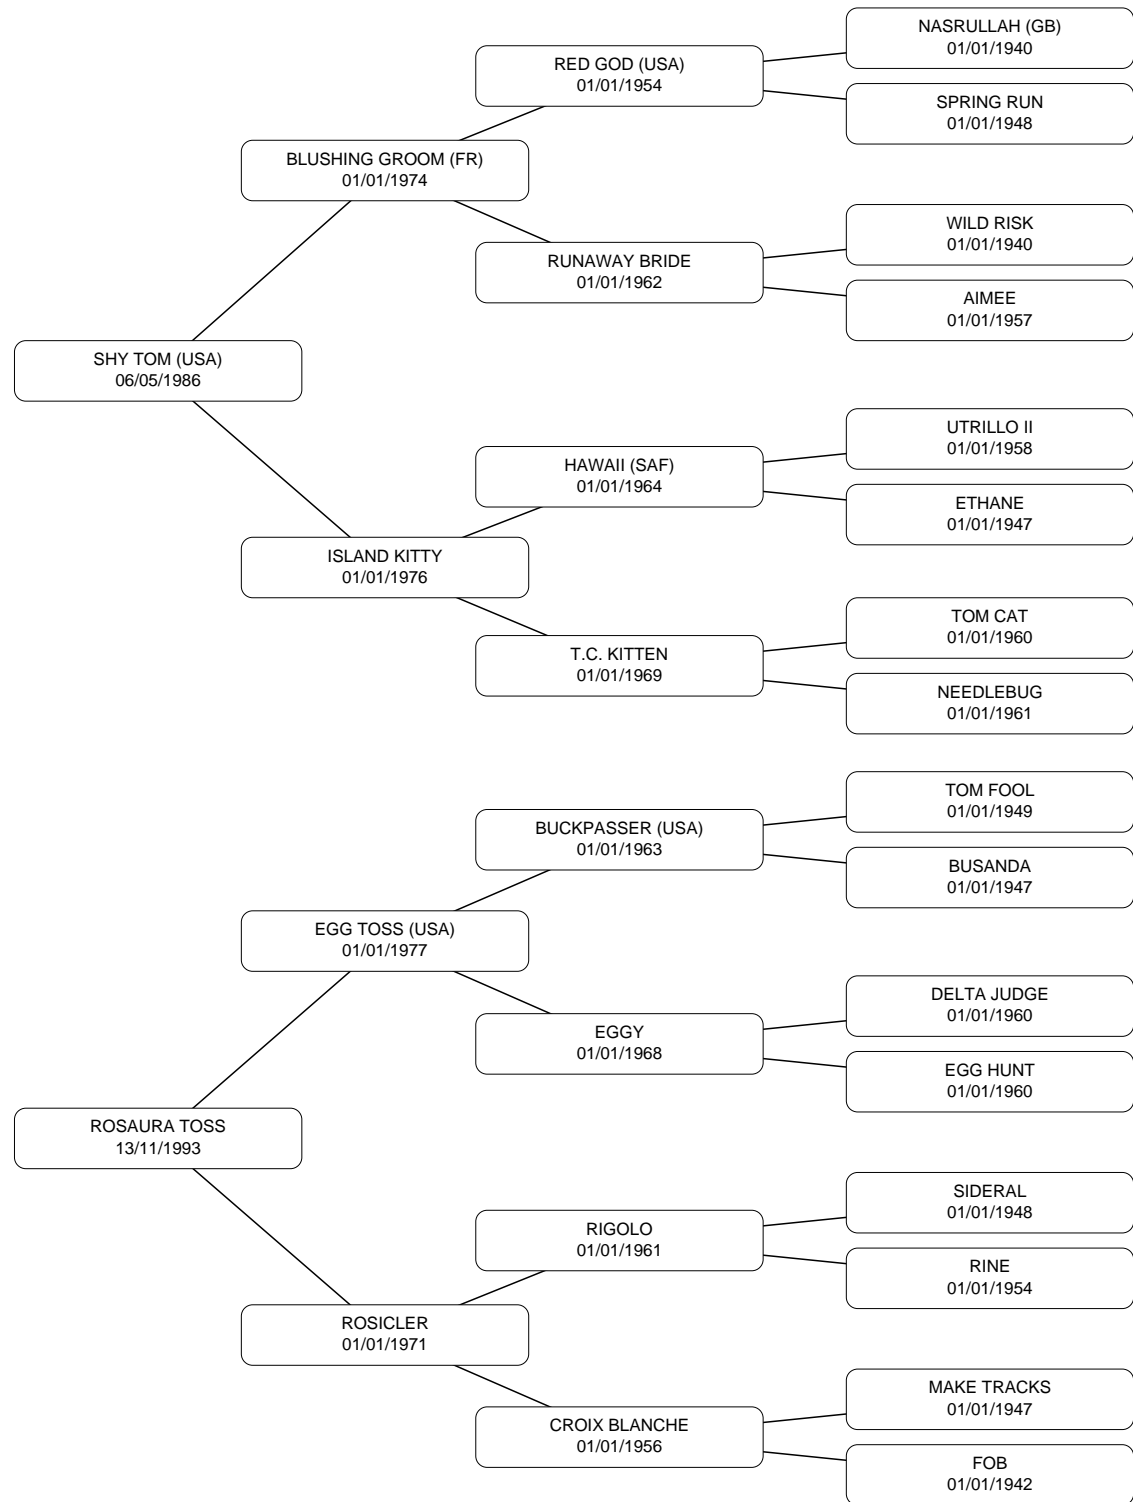 NASRULLAH (GB)
01/01/1940
RED GOD (USA)
01/01/1954
SPRING RUN
01/01/1948
BLUSHING GROOM (FR)
01/01/1974
WILD RISK
01/01/1940
RUNAWAY BRIDE
01/01/1962
AIMEE
01/01/1957
SHY TOM (USA)
06/05/1986
UTRILLO II
01/01/1958
HAWAII (SAF)
01/01/1964
ETHANE
01/01/1947
ISLAND KITTY
01/01/1976
TOM CAT
01/01/1960
T.C. KITTEN
01/01/1969
NEEDLEBUG
01/01/1961
TOM FOOL
01/01/1949
BUCKPASSER (USA)
01/01/1963
BUSANDA
01/01/1947
EGG TOSS (USA)
01/01/1977
DELTA JUDGE
01/01/1960
EGGY
01/01/1968
EGG HUNT
01/01/1960
ROSAURA TOSS
13/11/1993
SIDERAL
01/01/1948
RIGOLO
01/01/1961
RINE
01/01/1954
ROSICLER
01/01/1971
MAKE TRACKS
01/01/1947
CROIX BLANCHE
01/01/1956
FOB
01/01/1942